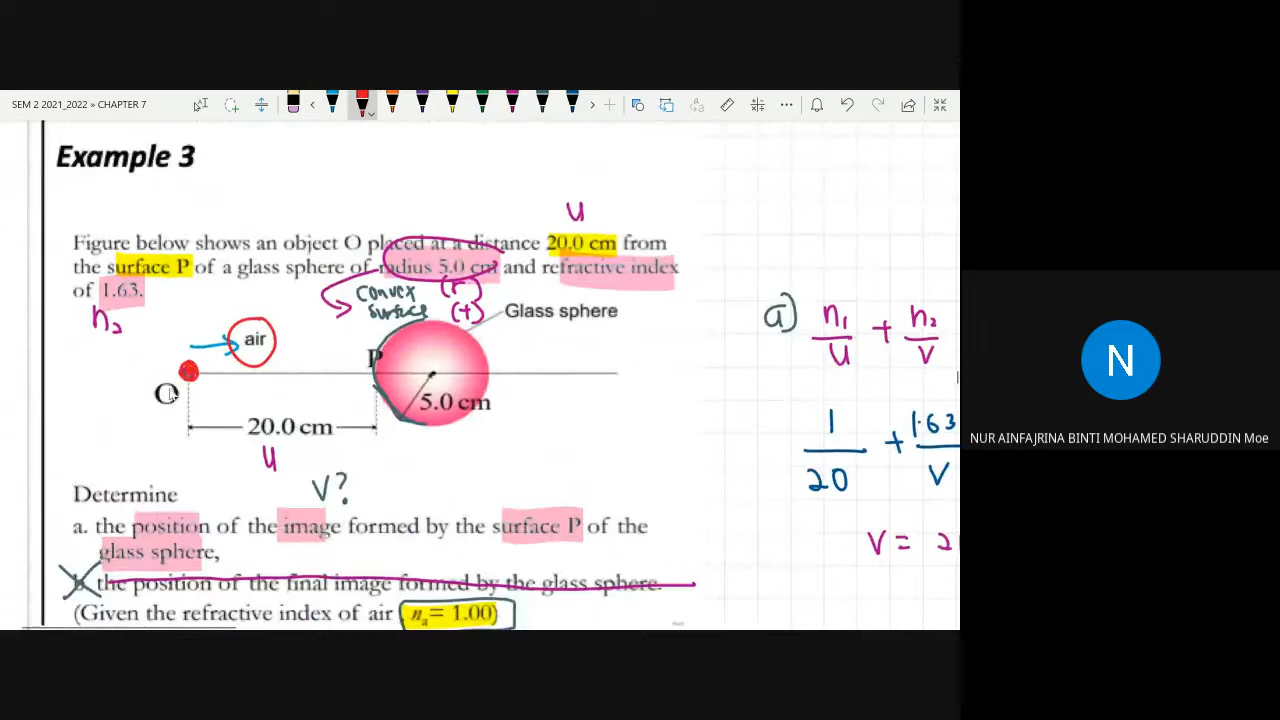 SEM 2 2021_2022 » CHAPTER 7
Example 3
u
Figure below shows an object O placed at a distance 20.0 cm from
the surface P of a glass sphere of radius 5.0 cm and refractive index
of 1.63.
n₂
Convex
surface
(r)
(+)
Glass sphere
air
P
O
5.0 cm
20.0 cm
u
v?
Determine
a. the position of the image formed by the surface P of the
glass sphere,
b. the position of the final image formed by the glass sphere.
(Given the refractive index of air , nₐ = 1.00)
a) n₁/u + n₂/v
1/20 + 1.63/v
v = 2
N
NUR AINFAJRINA BINTI MOHAMED SHARUDDIN Moe